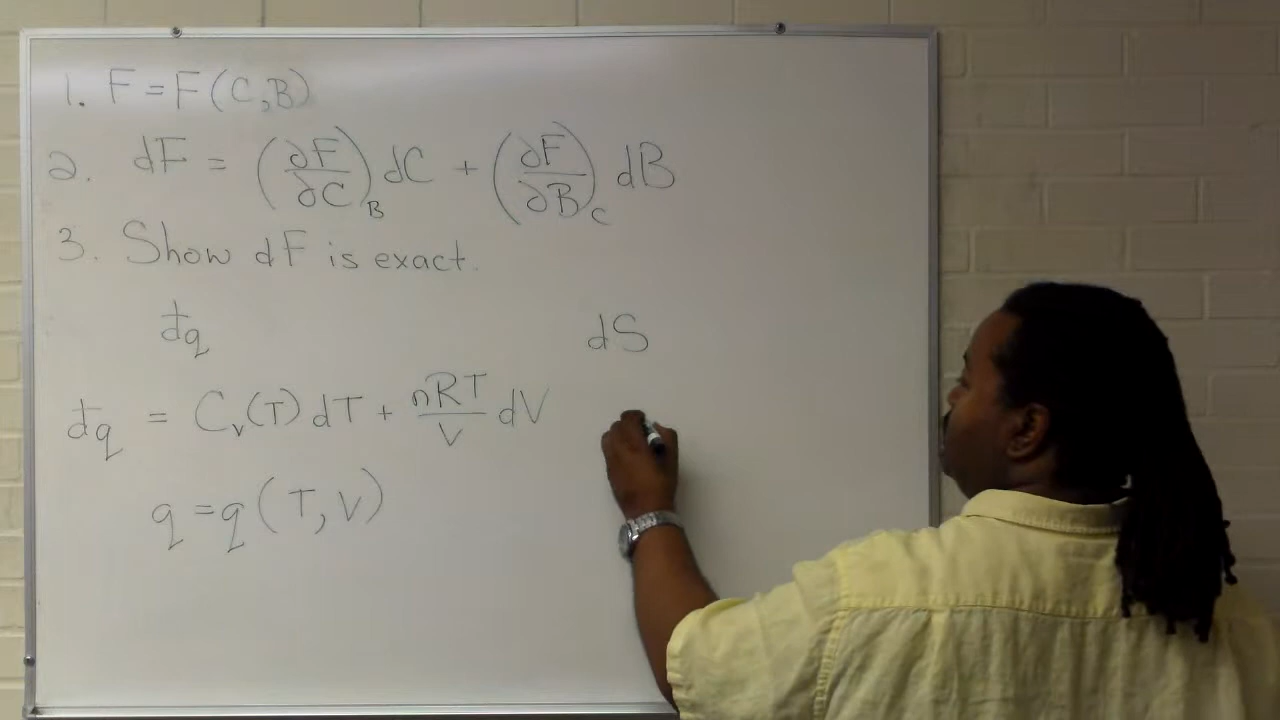 1. F = F(C,B)
2. dF = (∂F/∂C)_B dC + (∂F/∂B)_C dB
3. Show dF is exact.
đq
dS
đq = C_v(T) dT + nRT/V dV
q = q(T,V)